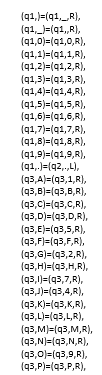 (q1,)=(q1,_,R),
(q1,_)=(q1,,R),
(q1,0)=(q1,0,R),
(q1,1)=(q1,1,R),
(q1,2)=(q1,2,R),
(q1,3)=(q1,3,R),
(q1,4)=(q1,4,R),
(q1,5)=(q1,5,R),
(q1,6)=(q1,6,R),
(q1,7)=(q1,7,R),
(q1,8)=(q1,8,R),
(q1,9)=(q1,9,R),
(q1,.)=(q2,.,L),
(q3,A)=(q3,1,R),
(q3,B)=(q3,B,R),
(q3,C)=(q3,C,R),
(q3,D)=(q3,D,R),
(q3,E)=(q3,5,R),
(q3,F)=(q3,F,R),
(q3,G)=(q3,2,R),
(q3,H)=(q3,H,R),
(q3,I)=(q3,7,R),
(q3,J)=(q3,4,R),
(q3,K)=(q3,K,R),
(q3,L)=(q3,L,R),
(q3,M)=(q3,M,R),
(q3,N)=(q3,N,R),
(q3,O)=(q3,9,R),
(q3,P)=(q3,P,R),